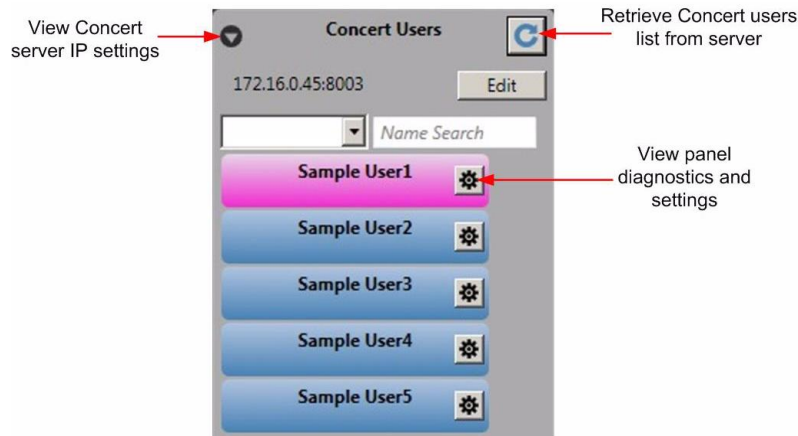 View Concert
server IP settings
Concert Users
Retrieve Concert users
list from server
172.16.0.45:8003
Edit
Name Search
Sample User1
View panel
diagnostics and
settings
Sample User2
Sample User3
Sample User4
Sample User5